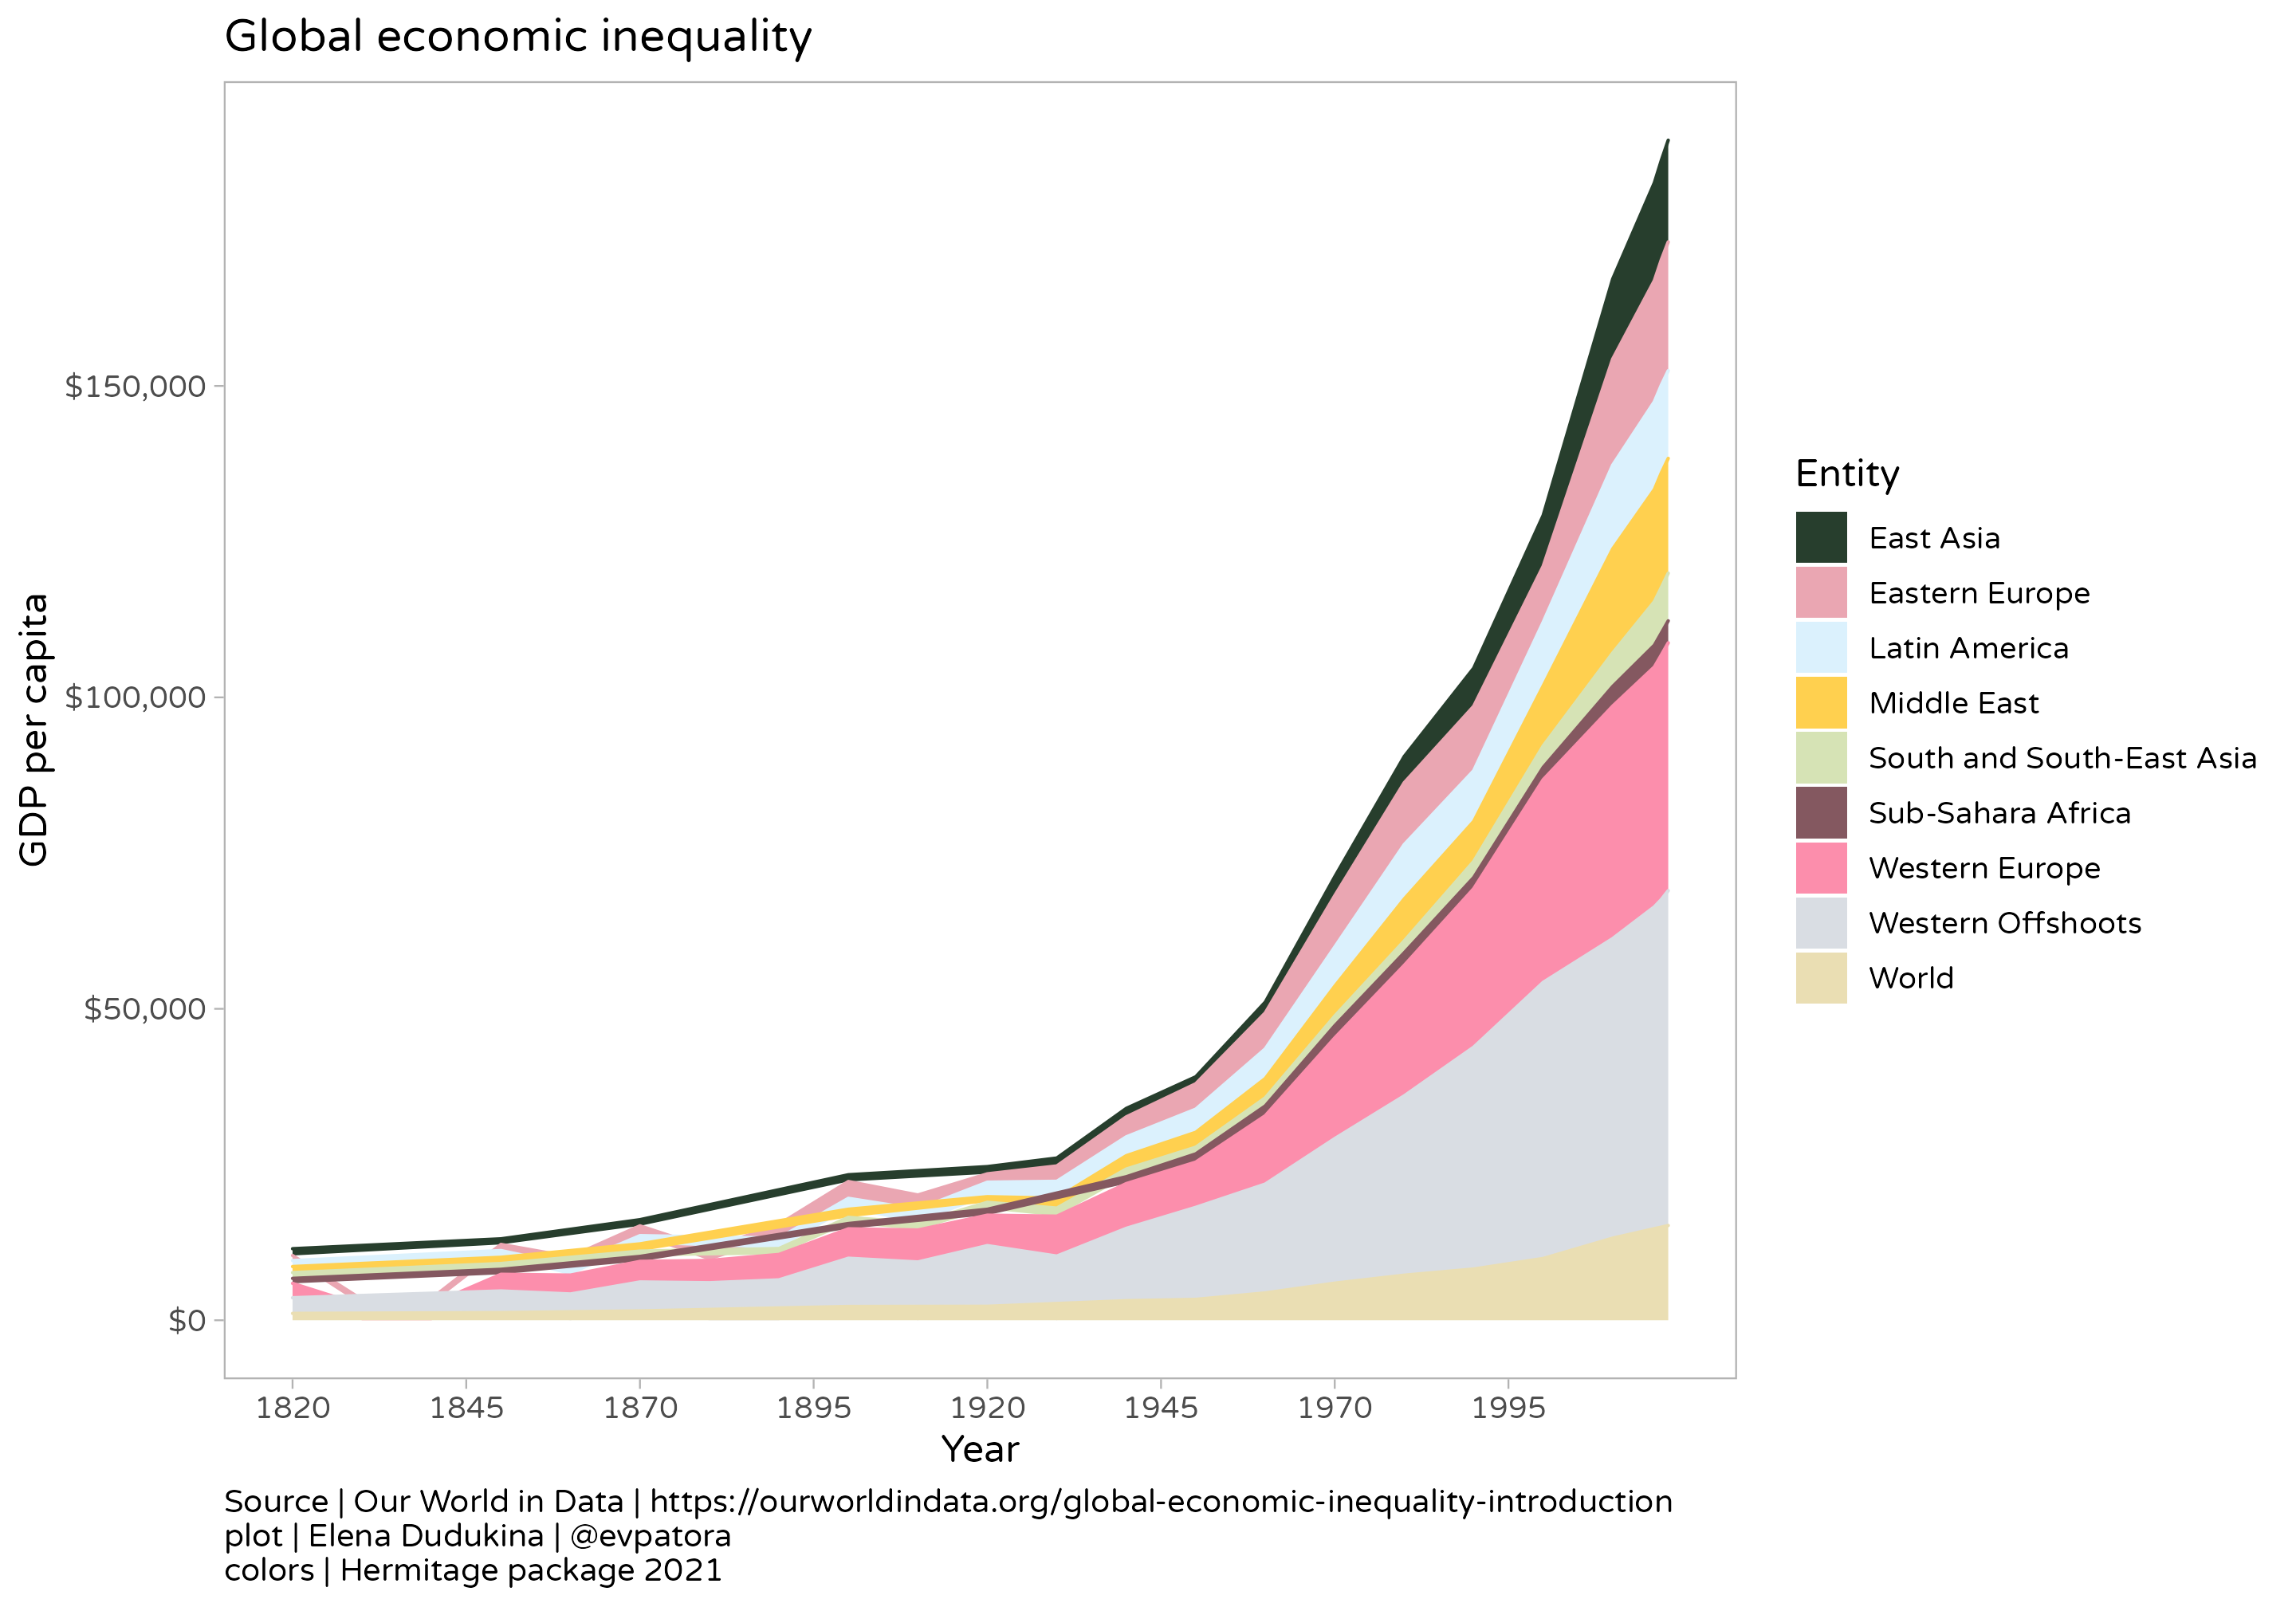 Global economic inequality
GDP per capita
$150,000
$100,000
$50,000
$0
1820 1845 1870 1895 1920 1945 1970 1995
Year
Entity
East Asia
Eastern Europe
Latin America
Middle East
South and South-East Asia
Sub-Sahara Africa
Western Europe
Western Offshoots
World
Source | Our World in Data | https://ourworldindata.org/global-economic-inequality-introduction
plot | Elena Dudukina | @evpatora
colors | Hermitage package 2021